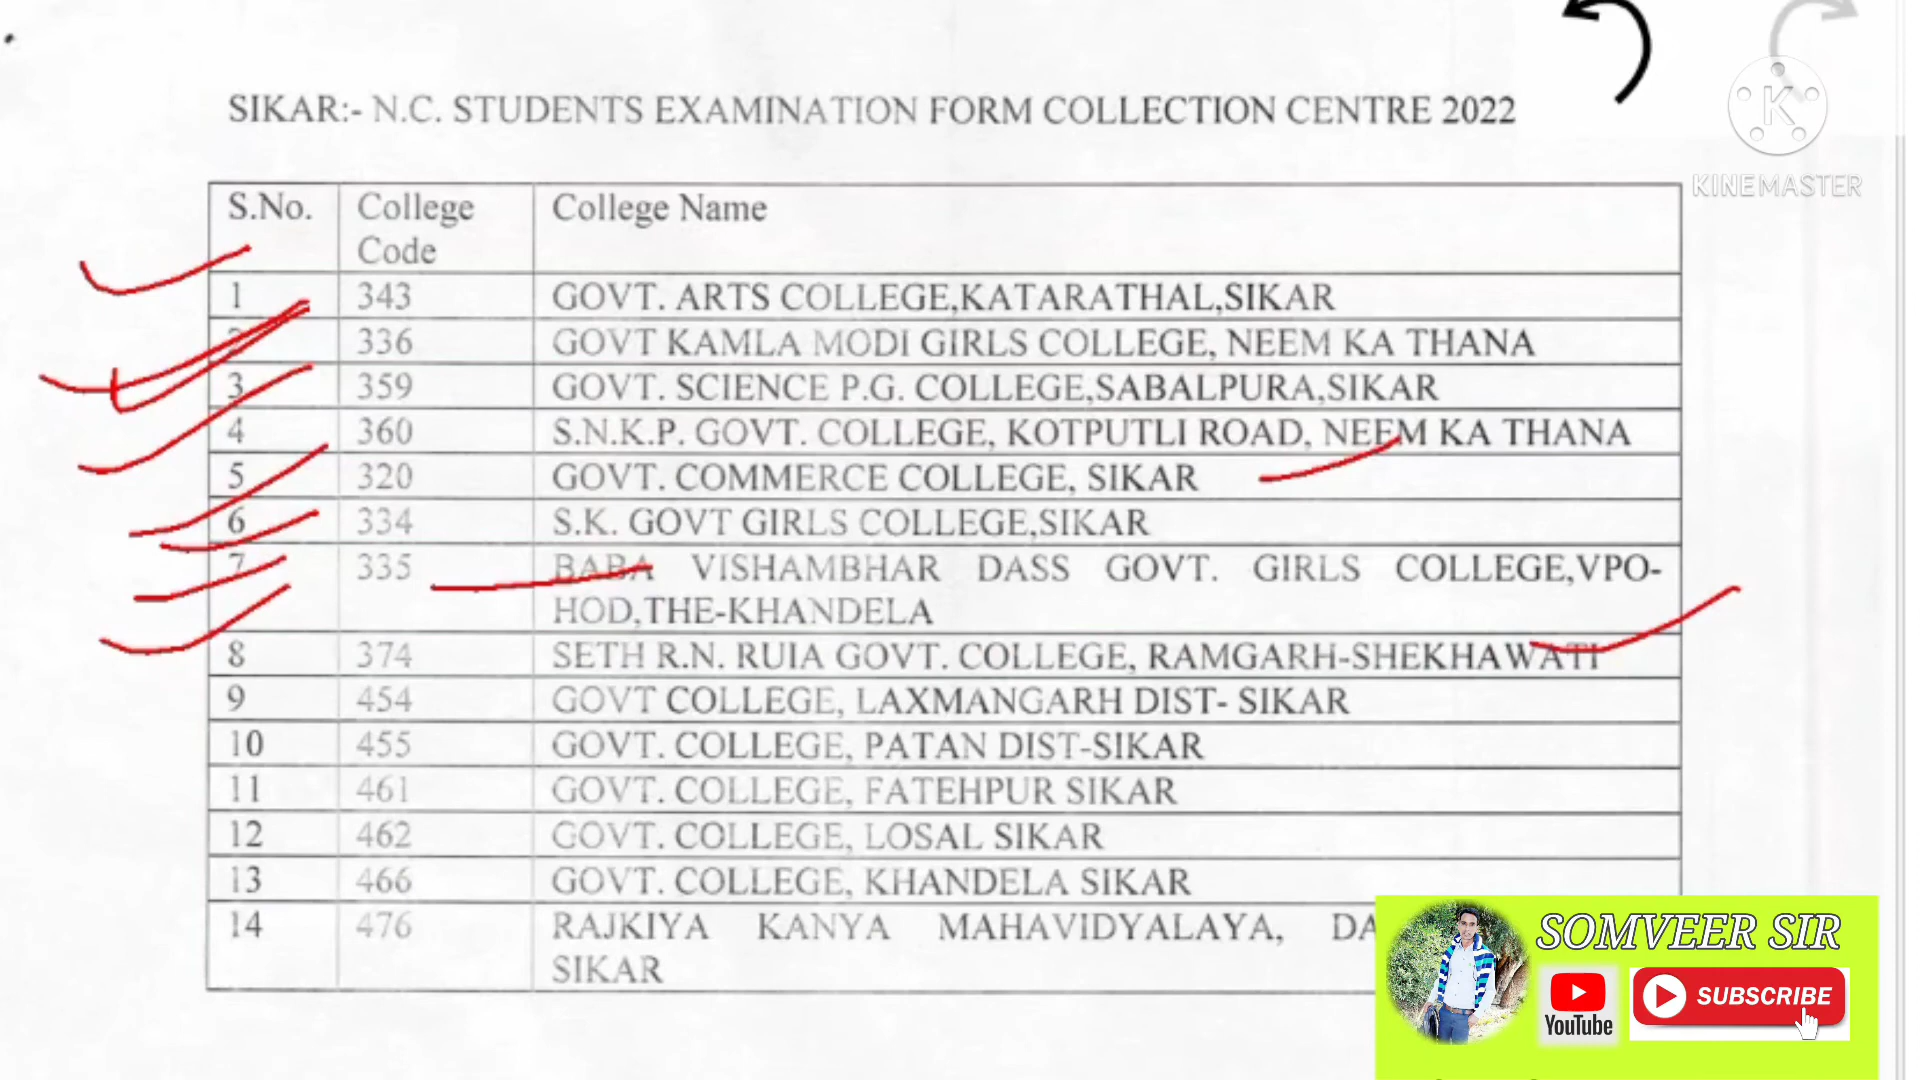 SIKAR:- N.C. STUDENTS EXAMINATION FORM COLLECTION CENTRE 2022
KINEMASTER
S.No. College Code College Name
1 343 GOVT. ARTS COLLEGE,KATARATHAL,SIKAR
2 336 GOVT KAMLA MODI GIRLS COLLEGE, NEEM KA THANA
3 359 GOVT. SCIENCE P.G. COLLEGE,SABALPURA,SIKAR
4 360 S.N.K.P. GOVT. COLLEGE, KOTPUTLI ROAD, NEEM KA THANA
5 320 GOVT. COMMERCE COLLEGE, SIKAR
6 334 S.K. GOVT GIRLS COLLEGE,SIKAR
7 335 BABA VISHAMBHAR DASS GOVT. GIRLS COLLEGE,VPO-
HOD,THE-KHANDELA
8 374 SETH R.N. RUIA GOVT. COLLEGE, RAMGARH-SHEKHAWATI
9 454 GOVT COLLEGE, LAXMANGARH DIST- SIKAR
10 455 GOVT. COLLEGE, PATAN DIST-SIKAR
11 461 GOVT. COLLEGE, FATEHPUR SIKAR
12 462 GOVT. COLLEGE, LOSAL SIKAR
13 466 GOVT. COLLEGE, KHANDELA SIKAR
14 476 RAJKIYA KANYA MAHAVIDYALAYA,
SIKAR
SOMVEER SIR
YouTube
SUBSCRIBE